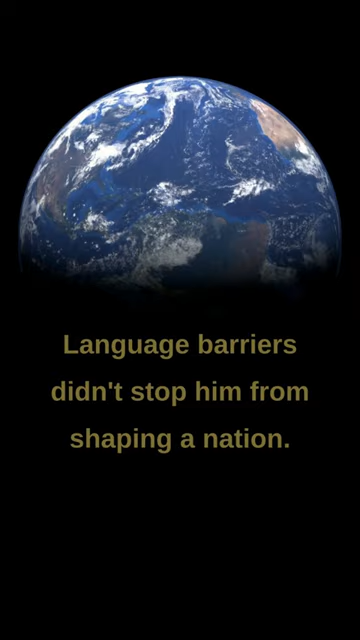 Language barriers
didn't stop him from
shaping a nation.